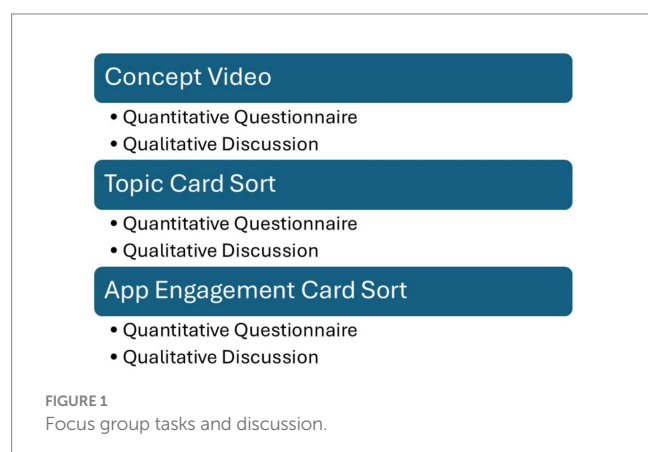 Concept Video
• Quantitative Questionnaire
• Qualitative Discussion
Topic Card Sort
• Quantitative Questionnaire
• Qualitative Discussion
App Engagement Card Sort
• Quantitative Questionnaire
• Qualitative Discussion
FIGURE 1
Focus group tasks and discussion.